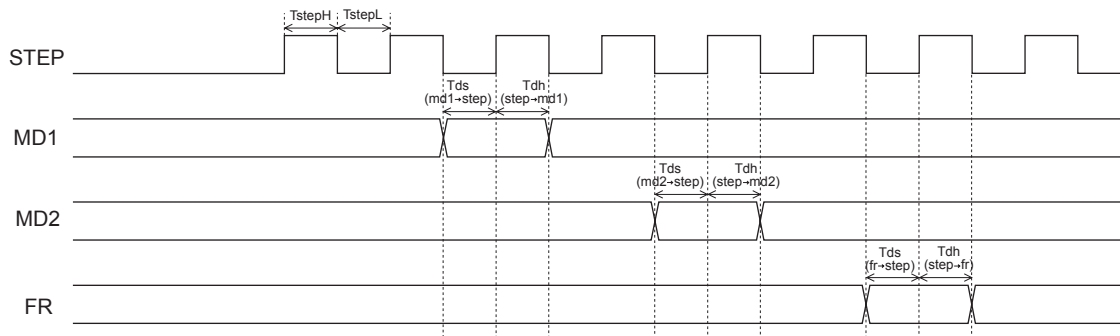 TstepH TstepL
STEP
Tds Tdh
(md1→step) (step→md1)
MD1
Tds Tdh
(md2→step) (step→md2)
MD2
Tds Tdh
(fr→step) (step→fr)
FR